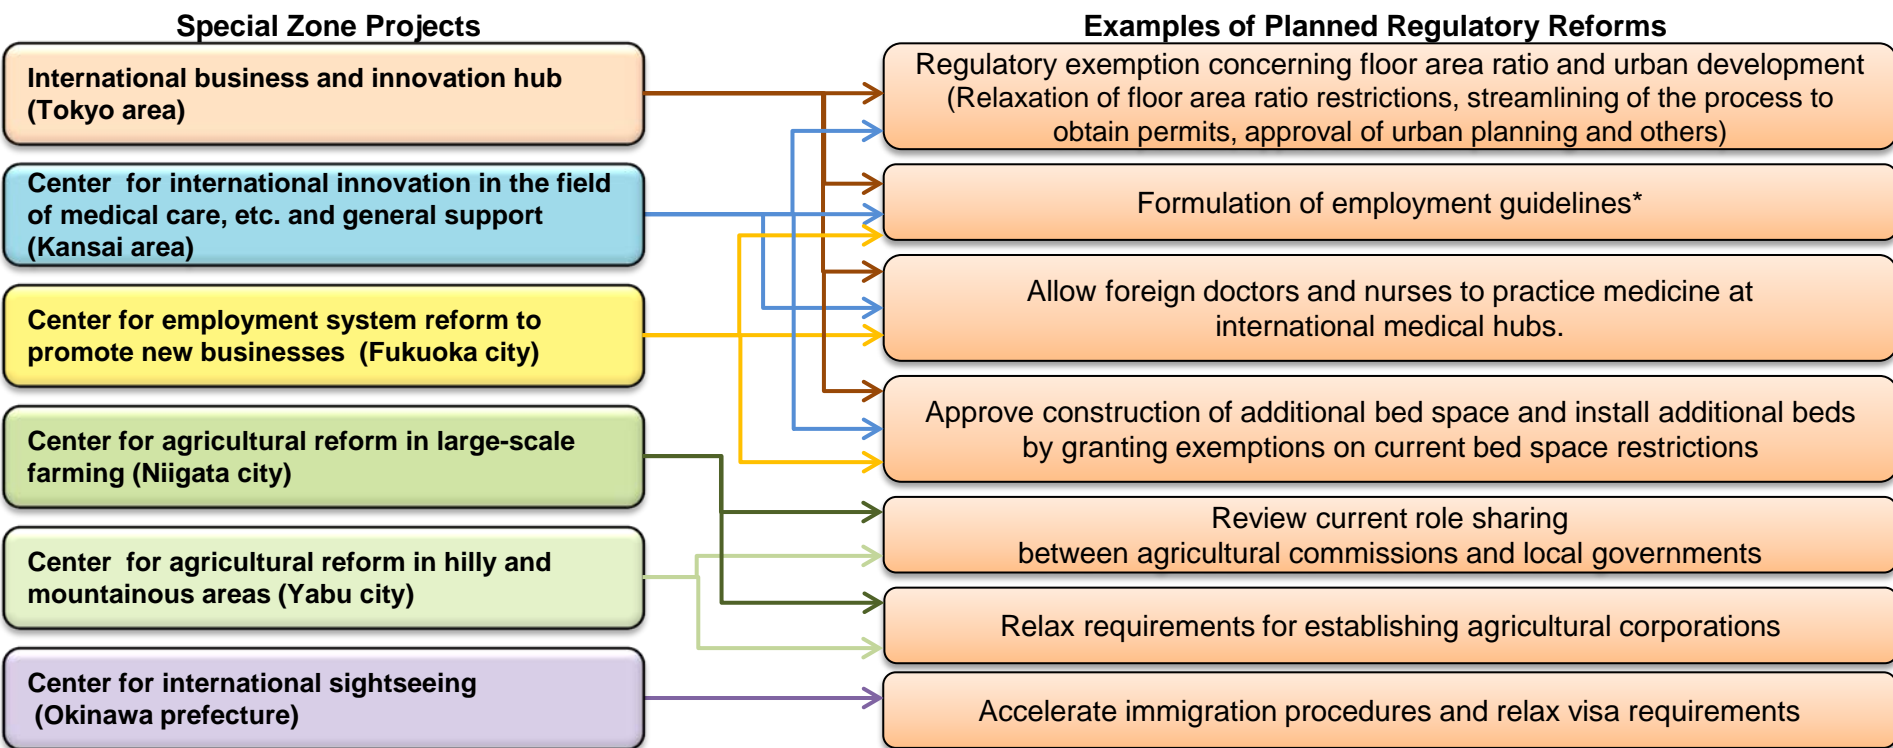 Special Zone Projects
International business and innovation hub
(Tokyo area)
Center for international innovation in the field
of medical care, etc. and general support
(Kansai area)
Center for employment system reform to
promote new businesses (Fukuoka city)
Center for agricultural reform in large-scale
farming (Niigata city)
Center for agricultural reform in hilly and
mountainous areas (Yabu city)
Center for international sightseeing
(Okinawa prefecture)
Examples of Planned Regulatory Reforms
Regulatory exemption concerning floor area ratio and urban development
(Relaxation of floor area ratio restrictions, streamlining of the process to
obtain permits, approval of urban planning and others)
Formulation of employment guidelines*
Allow foreign doctors and nurses to practice medicine at
international medical hubs.
Approve construction of additional bed space and install additional beds
by granting exemptions on current bed space restrictions
Review current role sharing
between agricultural commissions and local governments
Relax requirements for establishing agricultural corporations
Accelerate immigration procedures and relax visa requirements